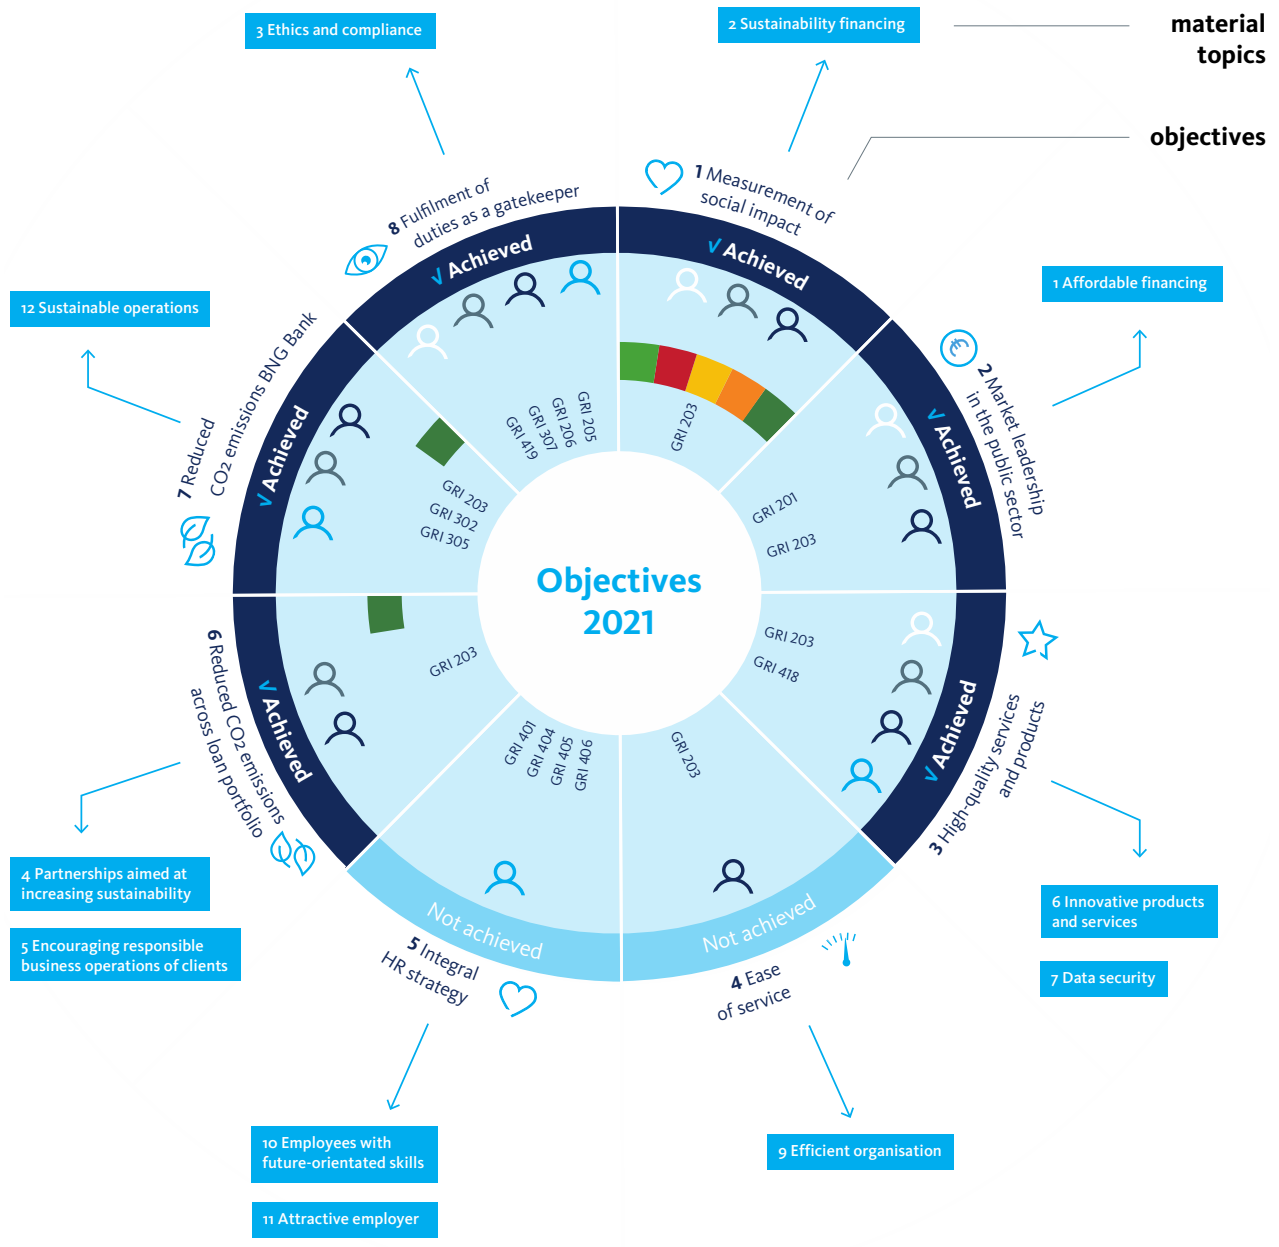 3 Ethics and compliance
2 Sustainability financing
material
topics
objectives
1 Measurement of
social impact
8 Fulfilment of
duties as a gatekeeper
√ Achieved
√ Achieved
1 Affordable financing
12 Sustainable operations
2 Market leadership
in the public sector
√ Achieved
7 Reduced
CO2 emissions BNG Bank
√ Achieved
GRI 419
GRI 307
GRI 206
GRI 205
GRI 203
GRI 203
GRI 302
GRI 305
GRI 201
GRI 203
Objectives
2021
GRI 203
GRI 418
GRI 203
GRI 401
GRI 404
GRI 405
GRI 406
GRI 203
6 Reduced CO2 emissions
across loan portfolio
√ Achieved
3 High-quality services
and products
√ Achieved
4 Partnerships aimed at
increasing sustainability
5 Encouraging responsible
business operations of clients
6 Innovative products
and services
7 Data security
Not achieved
Not achieved
5 Integral
HR strategy
4 Ease
of service
10 Employees with
future-orientated skills
11 Attractive employer
9 Efficient organisation